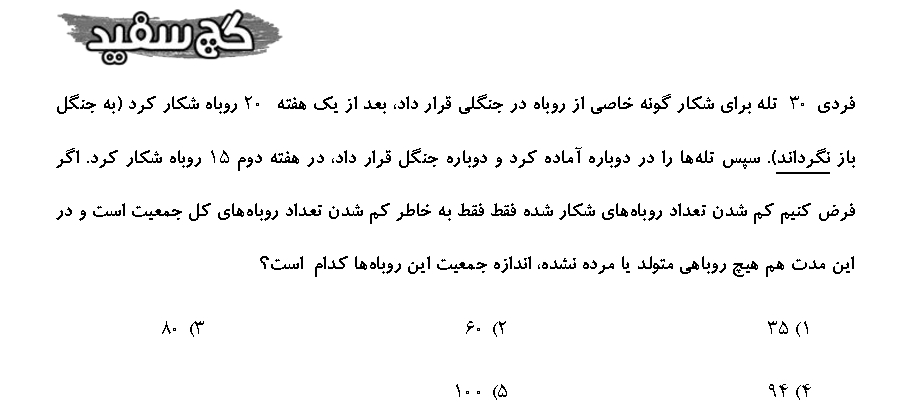 گچ سفید
فردی ۳۰ تله برای شکار گونه خاصی از روباه در جنگلی قرار داد، بعد از یک هفته ۲۰ روباه شکار کرد (به جنگل
باز نگرداند). سپس تله‌ها را در دوباره آماده کرد و دوباره جنگل قرار داد، در هفته دوم ۱۵ روباه شکار کرد. اگر
فرض کنیم کم شدن تعداد روباه‌های شکار شده فقط فقط به خاطر کم شدن تعداد روباه‌های کل جمعیت است و در
این مدت هم هیچ روباهی متولد یا مرده نشده، اندازه جمعیت این روباه‌ها کدام است؟
۱) ۳۵ ۲) ۶۰ ۳) ۸۰
۴) ۹۴ ۵) ۱۰۰